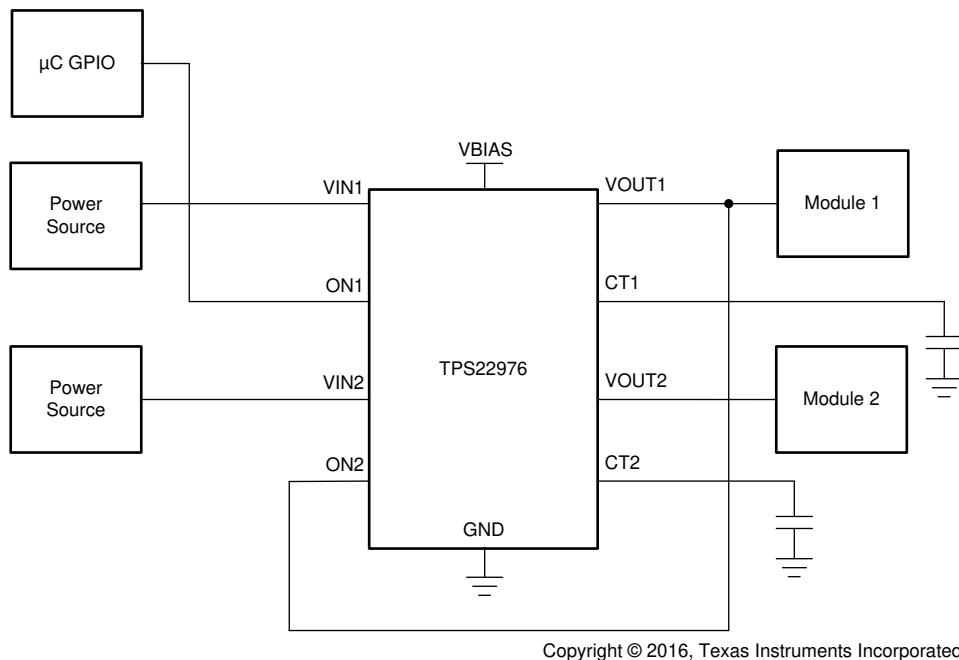 µC GPIO
VBIAS
Power
Source
VIN1
VOUT1
Module 1
ON1
CT1
TPS22976
Power
Source
VIN2
VOUT2
Module 2
ON2
CT2
GND
Copyright © 2016, Texas Instruments Incorporated